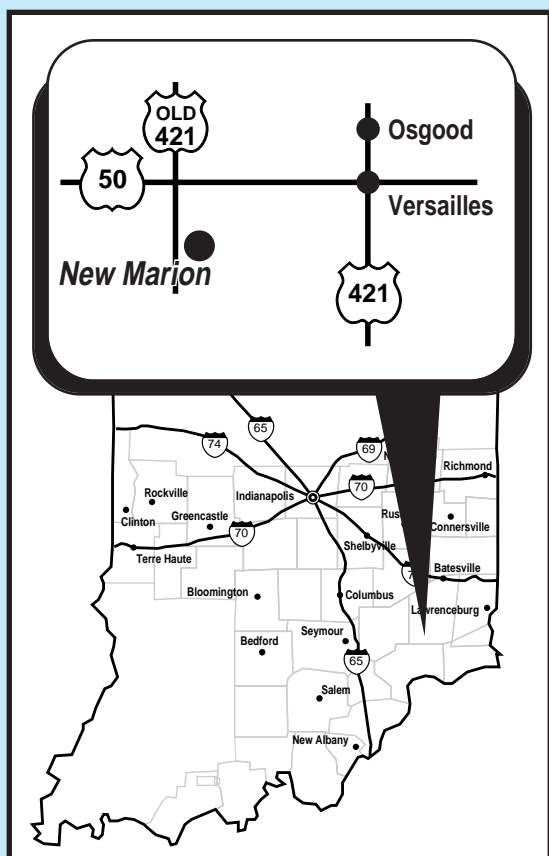 OLD
421
50
Osgood
Versailles
New Marion
421
65
74
69
Richmond
70
Rockville
Indianapolis
Clinton
Greencastle
Connersville
70
Shelbyville
Terre Haute
Batesville
Bloomington
Columbus
Lawrenceburg
Seymour
Bedford
65
Salem
New Albany